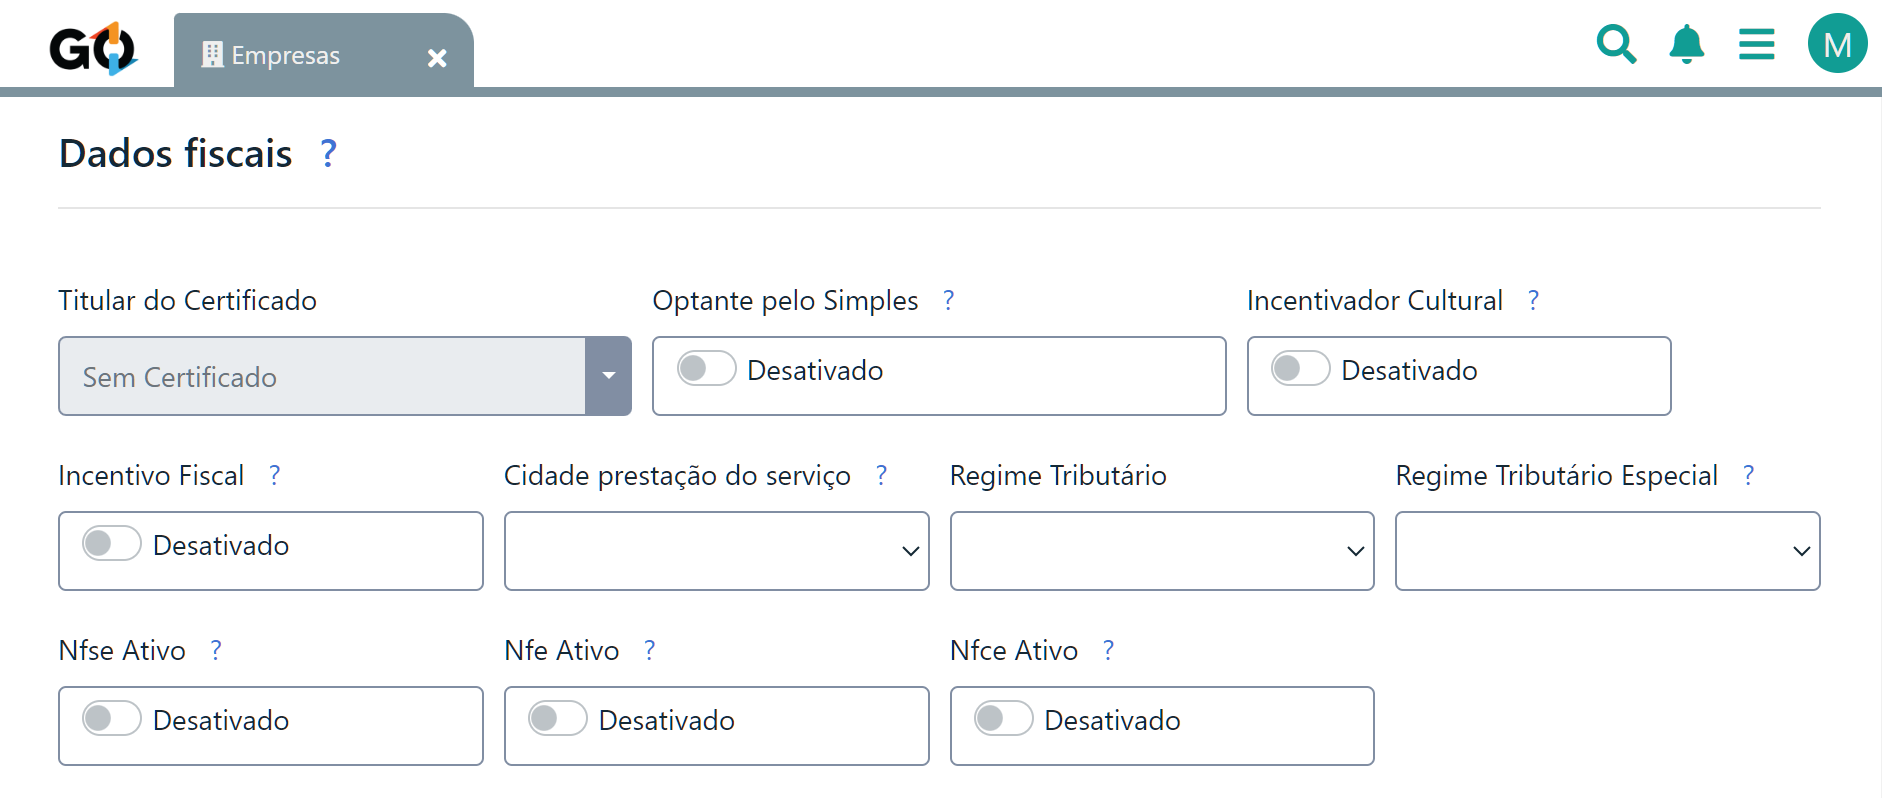 GO Empresas
M
Dados fiscais ?
Titular do Certificado Optante pelo Simples ? Incentivador Cultural ?
Sem Certificado Desativado Desativado
Incentivo Fiscal ? Cidade prestação do serviço ? Regime Tributário Regime Tributário Especial ?
Desativado
Nfse Ativo ? Nfe Ativo ? Nfce Ativo ?
Desativado Desativado Desativado